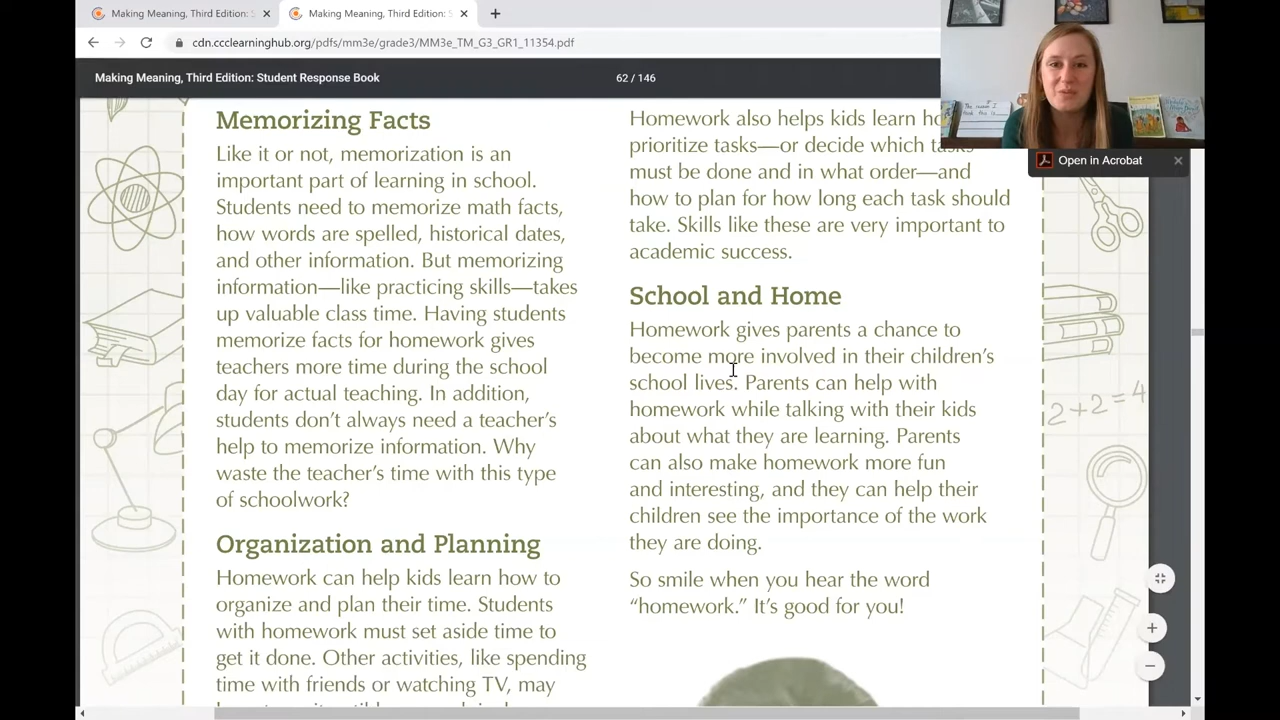 Making Meaning, Third Edition: S
Making Meaning, Third Edition: S
cdn.ccclearninghub.org/pdfs/mm3e/grade3/MM3e_TM_G3_GR1_11354.pdf
Making Meaning, Third Edition: Student Response Book
62 / 146
Open in Acrobat
Memorizing Facts
Like it or not, memorization is an
important part of learning in school.
Students need to memorize math facts,
how words are spelled, historical dates,
and other information. But memorizing
information—like practicing skills—takes
up valuable class time. Having students
memorize facts for homework gives
teachers more time during the school
day for actual teaching. In addition,
students don’t always need a teacher’s
help to memorize information. Why
waste the teacher’s time with this type
of schoolwork?
Organization and Planning
Homework can help kids learn how to
organize and plan their time. Students
with homework must set aside time to
get it done. Other activities, like spending
time with friends or watching TV, may
Homework also helps kids learn ho
prioritize tasks—or decide which tasks
must be done and in what order—and
how to plan for how long each task should
take. Skills like these are very important to
academic success.
School and Home
Homework gives parents a chance to
become more involved in their children’s
school lives. Parents can help with
homework while talking with their kids
about what they are learning. Parents
can also make homework more fun
and interesting, and they can help their
children see the importance of the work
they are doing.
So smile when you hear the word
“homework.” It’s good for you!
2+2=4